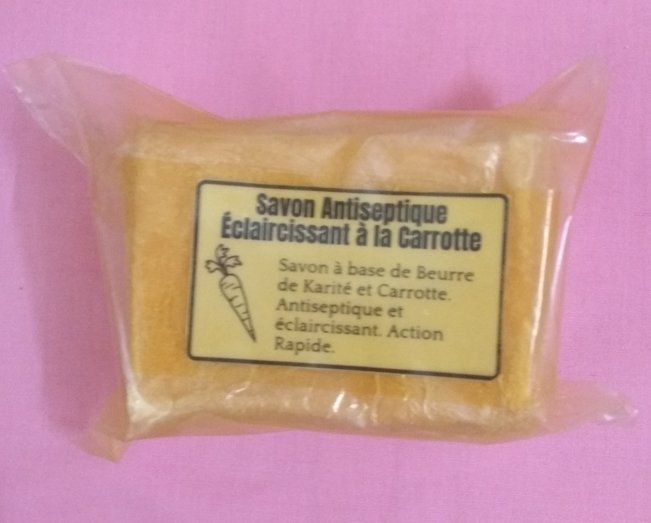 Savon Antiseptique
Éclaircissant à la Carrotte
Savon à base de Beurre
de Karité et Carrotte.
Antiseptique et
éclaircissant. Action
Rapide.